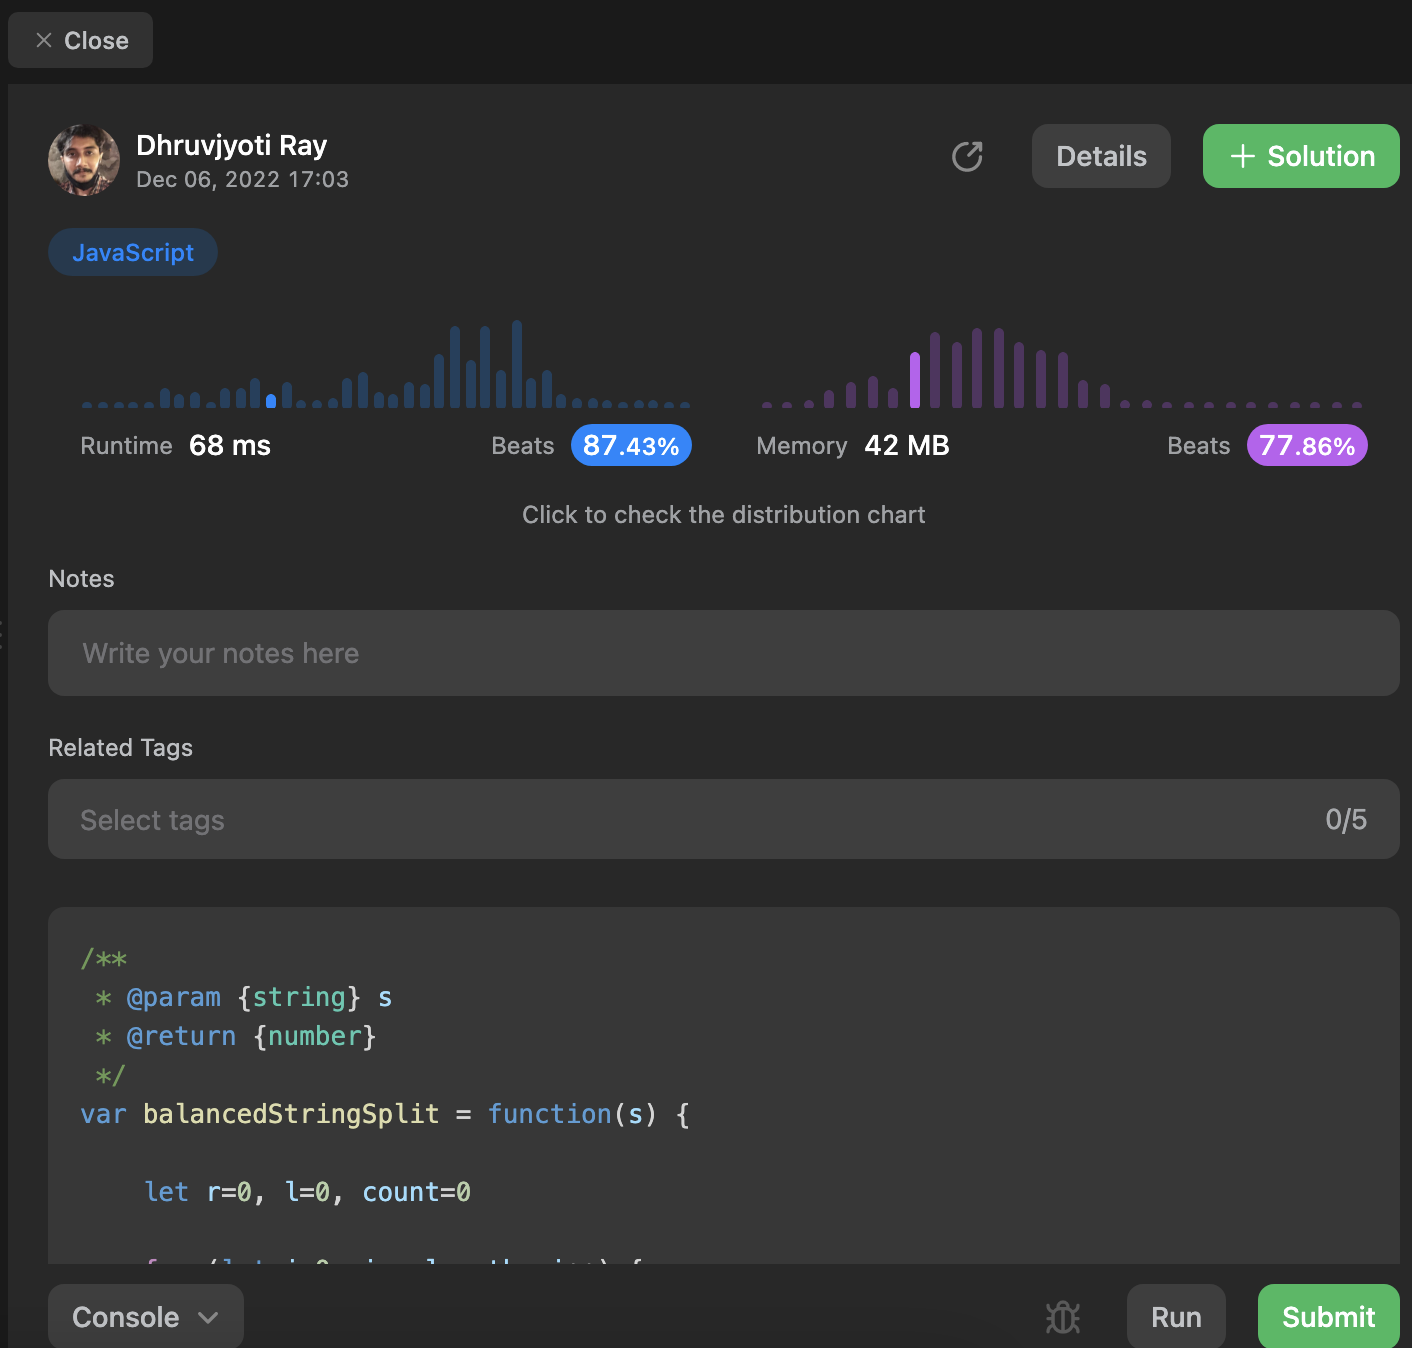 Close
Dhruvjyoti Ray
Dec 06, 2022 17:03
Details
+ Solution
JavaScript
Runtime 68 ms Beats 87.43%
Memory 42 MB Beats 77.86%
Click to check the distribution chart
Notes
Write your notes here
Related Tags
Select tags 0/5
/**
 * @param {string} s
 * @return {number}
 */
var balancedStringSplit = function(s) {
    let r=0, l=0, count=0
Console
Run
Submit